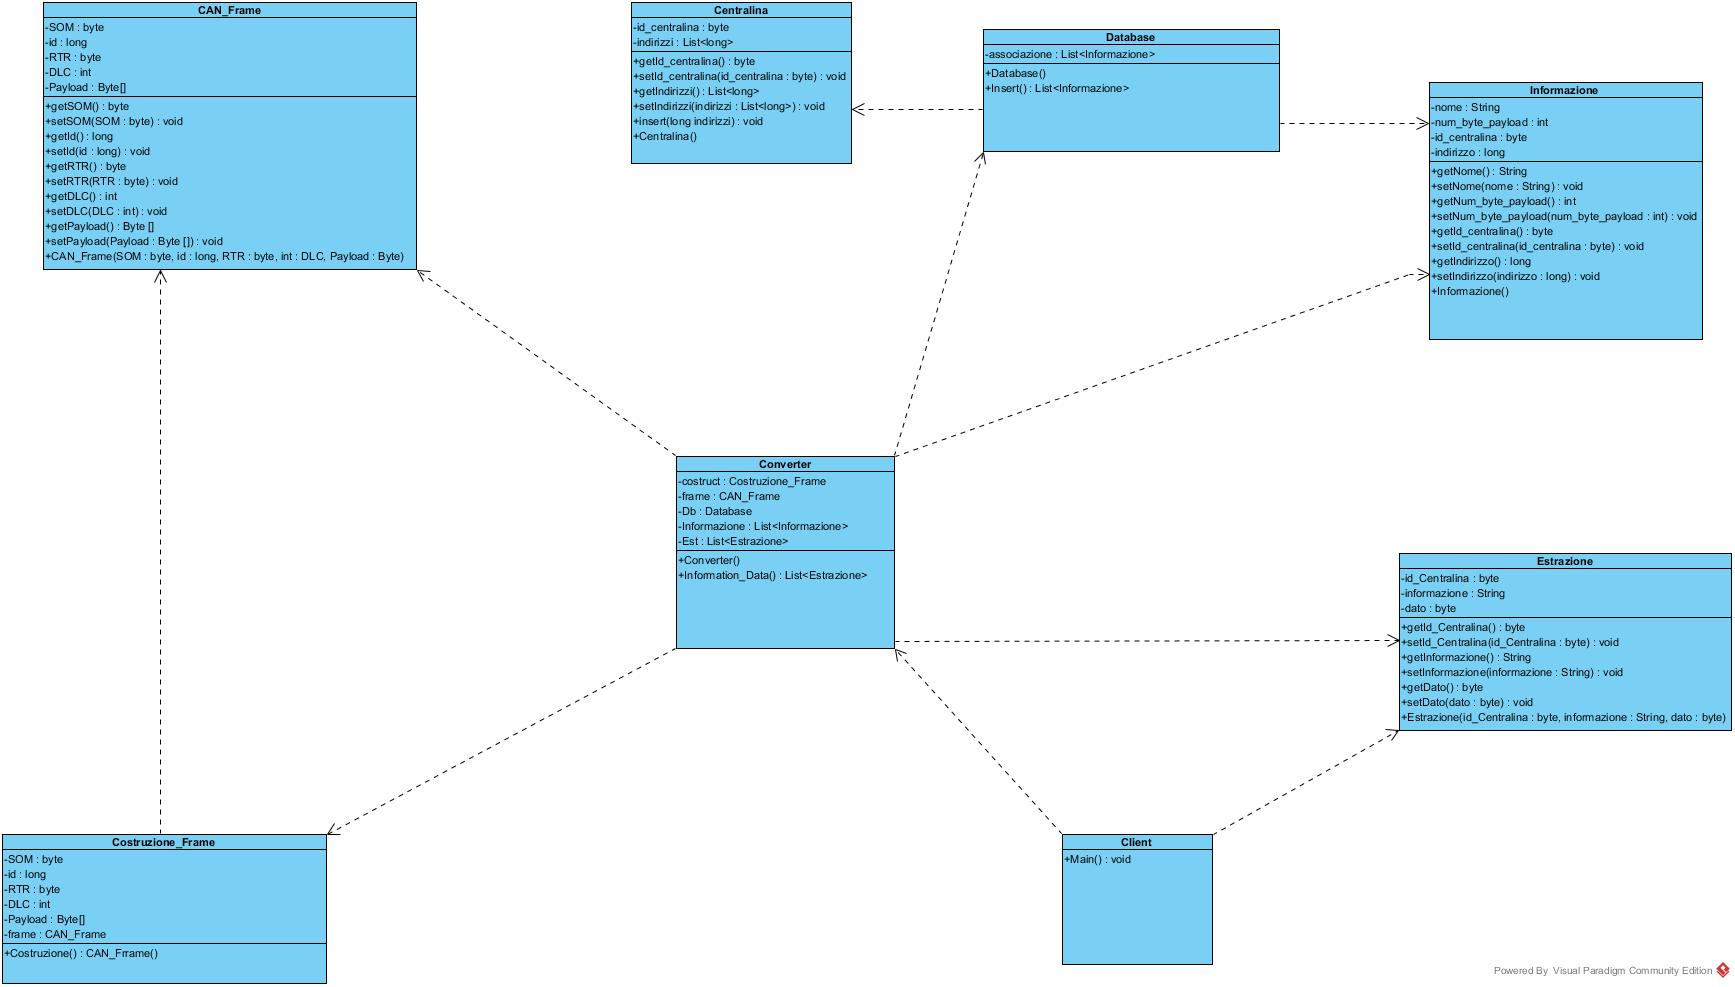 CAN_Frame
-SOM : byte
-id : long
-RTR : byte
-DLC : int
-Payload : Byte[]
+getSOM() : byte
+setSOM(SOM : byte) : void
+getId() : long
+setId(id : long) : void
+getRTR() : byte
+setRTR(RTR : byte) : void
+getDLC() : int
+setDLC(DLC : int) : void
+getPayload() : Byte []
+setPayload(Payload : Byte []) : void
+CAN_Frame(SOM : byte, id : long, RTR : byte, int : DLC, Payload : Byte)
Centralina
-id_centralina : byte
-indirizzi : List<long>
+getId_centralina() : byte
+setId_centralina(id_centralina : byte) : void
+getIndirizzi() : List<long>
+setIndirizzi(indirizzi : List<long>) : void
+insert(long indirizzi) : void
+Centralina()
Database
-associazione : List<Informazione>
+Database()
+Insert() : List<Informazione>
Informazione
-nome : String
-num_byte_payload : int
-id_centralina : byte
-indirizzo : long
+getNome() : String
+setNome(nome : String) : void
+getNum_byte_payload() : int
+setNum_byte_payload(num_byte_payload : int) : void
+getId_centralina() : byte
+setId_centralina(id_centralina : byte) : void
+getIndirizzo() : long
+setIndirizzo(indirizzo : long) : void
+Informazione()
Converter
-costruct : Costruzione_Frame
-frame : CAN_Frame
-Db : Database
-Informazione : List<Informazione>
-Est : List<Estrazione>
+Converter()
+Information_Data() : List<Estrazione>
Estrazione
-id_Centralina : byte
-informazione : String
-dato : byte
+getId_Centralina() : byte
+setId_Centralina(id_Centralina : byte) : void
+getInformazione() : String
+setInformazione(informazione : String) : void
+getDato() : byte
+setDato(dato : byte) : void
+Estrazione(id_Centralina : byte, informazione : String, dato : byte)
Costruzione_Frame
-SOM : byte
-id : long
-RTR : byte
-DLC : int
-Payload : Byte[]
-frame : CAN_Frame
+Costruzione() : CAN_Frrame()
Client
+Main() : void
Powered By Visual Paradigm Community Edition